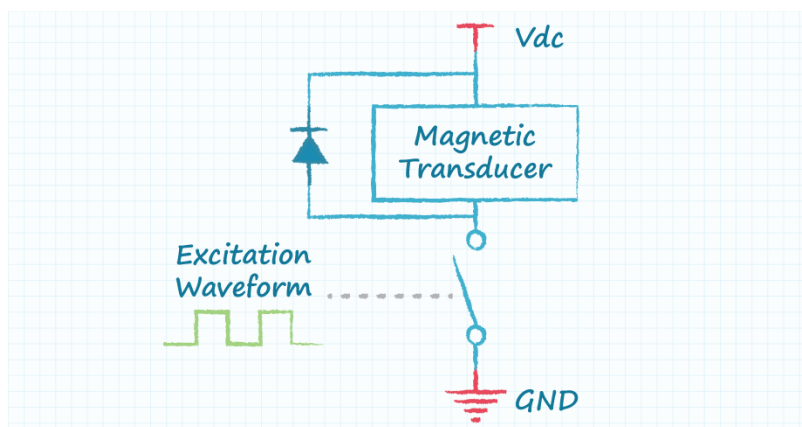 Vdc
Magnetic
Transducer
Excitation
Waveform
GND